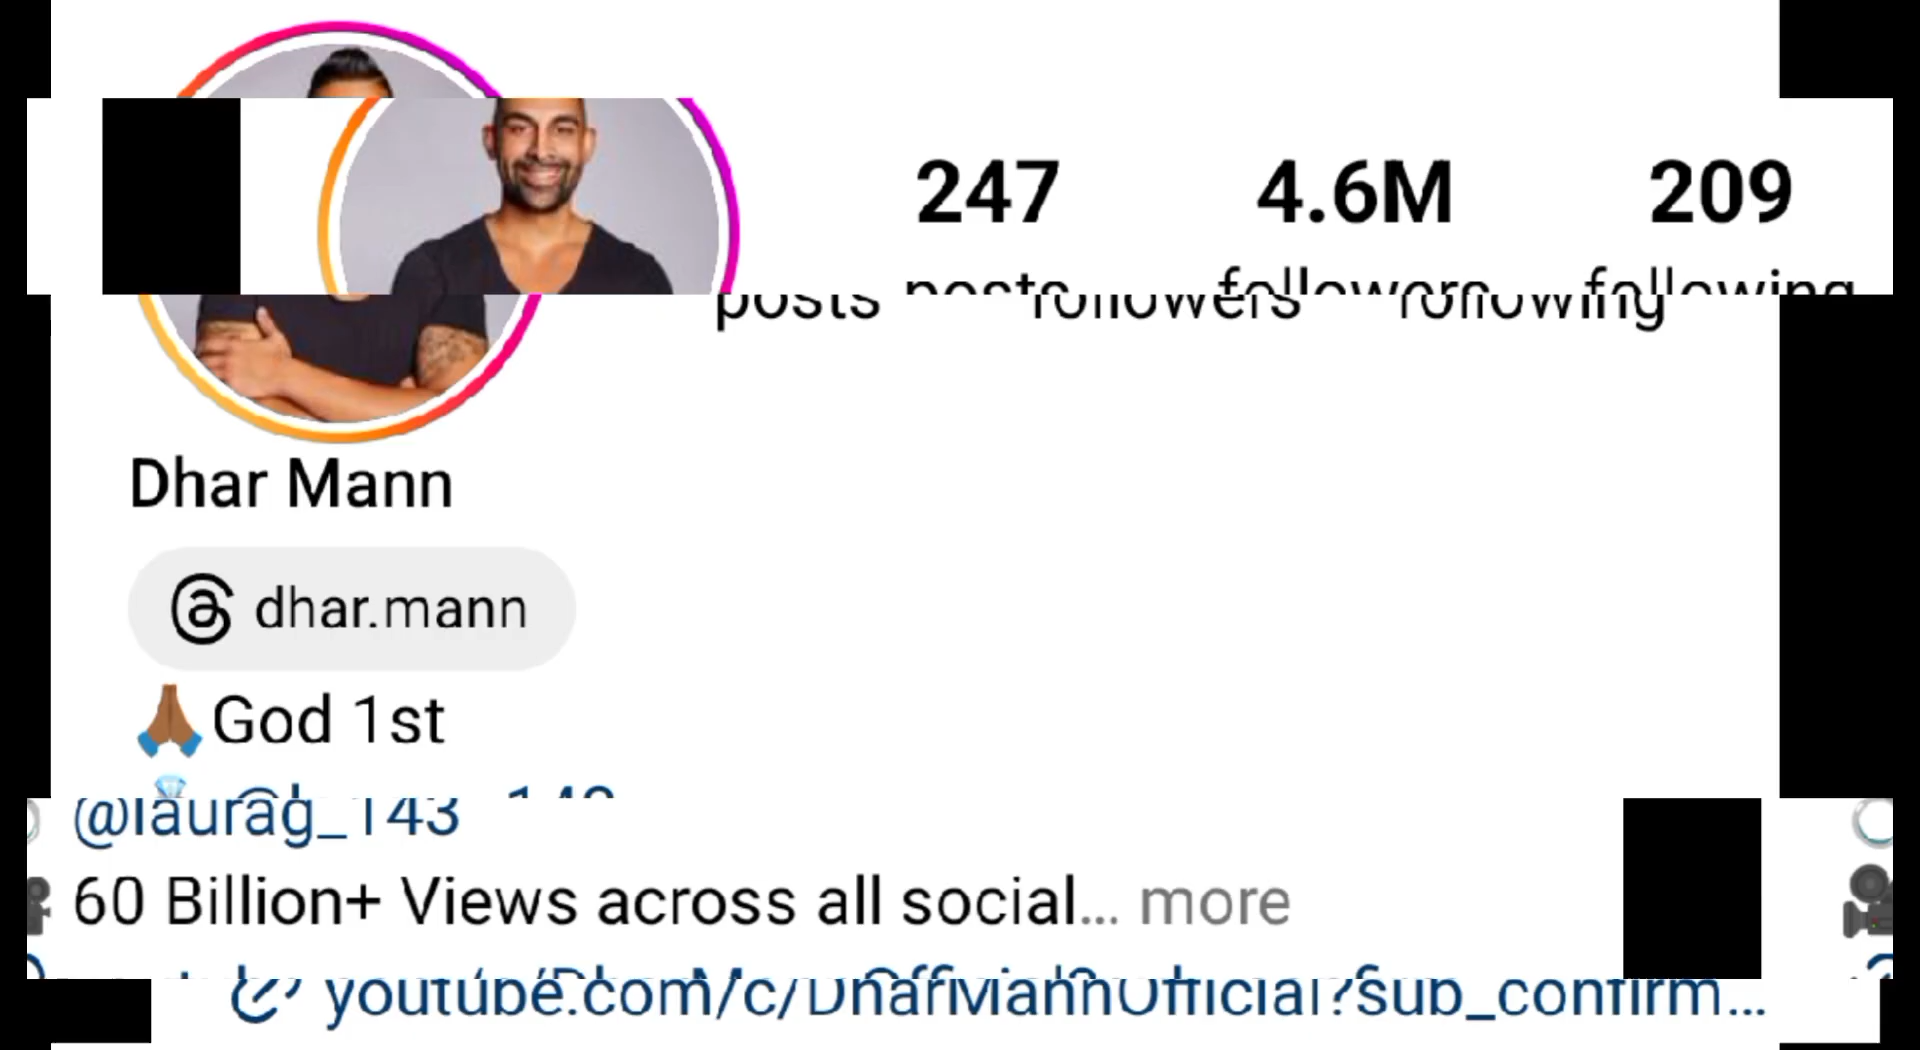 247 4.6M 209
posts followers following
Dhar Mann
dhar.mann
God 1st
@laurag_143
60 Billion+ Views across all social... more
youtube.com/c/DharMannOfficial?sub_confirm...